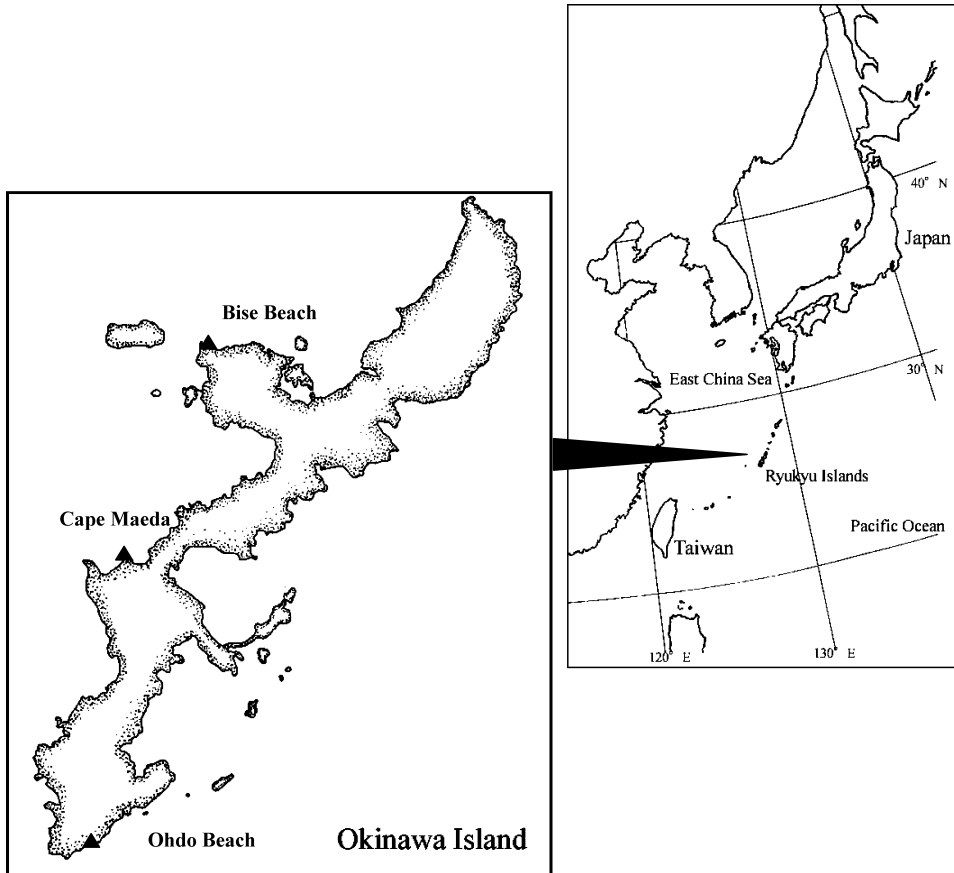 Bise Beach
Cape Maeda
Ohdo Beach
Okinawa Island
40° N
Japan
30° N
East China Sea
Ryukyu Islands
Pacific Ocean
Taiwan
120° E
130° E